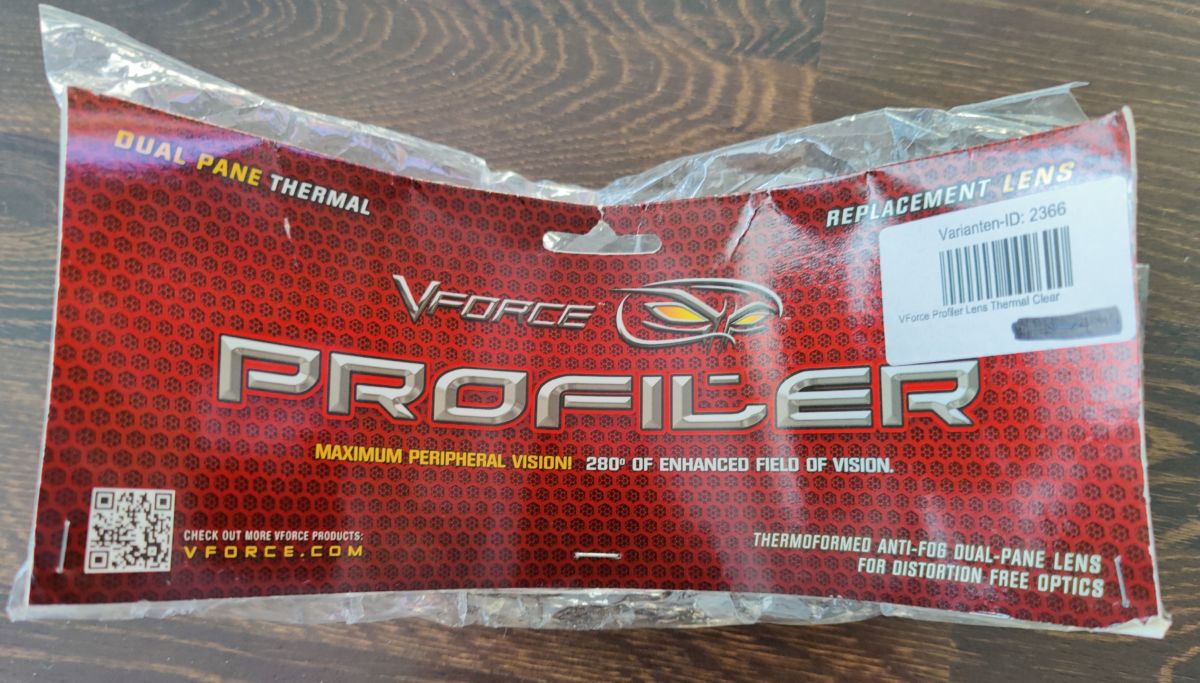 DUAL PANE THERMAL
REPLACEMENT LENS
Varianten-ID: 2366
VForce Profiler Lens Thermal Clear
VFORCE
PROFILER
MAXIMUM PERIPHERAL VISION! 280° OF ENHANCED FIELD OF VISION.
CHECK OUT MORE VFORCE PRODUCTS:
VFORCE.COM
THERMOFORMED ANTI-FOG DUAL-PANE LENS
FOR DISTORTION FREE OPTICS